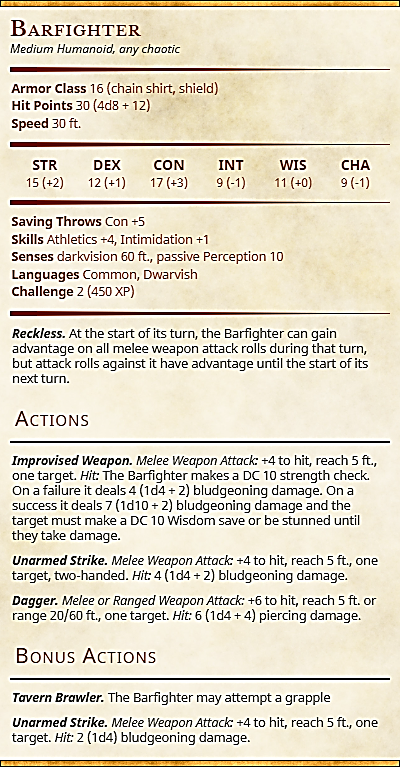 Barfighter
Medium Humanoid, any chaotic
Armor Class 16 (chain shirt, shield)
Hit Points 30 (4d8 + 12)
Speed 30 ft.
STR DEX CON INT WIS CHA
15 (+2) 12 (+1) 17 (+3) 9 (-1) 11 (+0) 9 (-1)
Saving Throws Con +5
Skills Athletics +4, Intimidation +1
Senses darkvision 60 ft., passive Perception 10
Languages Common, Dwarvish
Challenge 2 (450 XP)
Reckless. At the start of its turn, the Barfighter can gain
advantage on all melee weapon attack rolls during that turn,
but attack rolls against it have advantage until the start of its
next turn.
Actions
Improvised Weapon. Melee Weapon Attack: +4 to hit, reach 5 ft.,
one target. Hit: The Barfighter makes a DC 10 strength check.
On a failure it deals 4 (1d4 + 2) bludgeoning damage. On a
success it deals 7 (1d10 + 2) bludgeoning damage and the
target must make a DC 10 Wisdom save or be stunned until
they take damage.
Unarmed Strike. Melee Weapon Attack: +4 to hit, reach 5 ft., one
target, two-handed. Hit: 4 (1d4 + 2) bludgeoning damage.
Dagger. Melee or Ranged Weapon Attack: +6 to hit, reach 5 ft. or
range 20/60 ft., one target. Hit: 6 (1d4 + 4) piercing damage.
Bonus Actions
Tavern Brawler. The Barfighter may attempt a grapple
Unarmed Strike. Melee Weapon Attack: +4 to hit, reach 5 ft., one
target. Hit: 2 (1d4) bludgeoning damage.